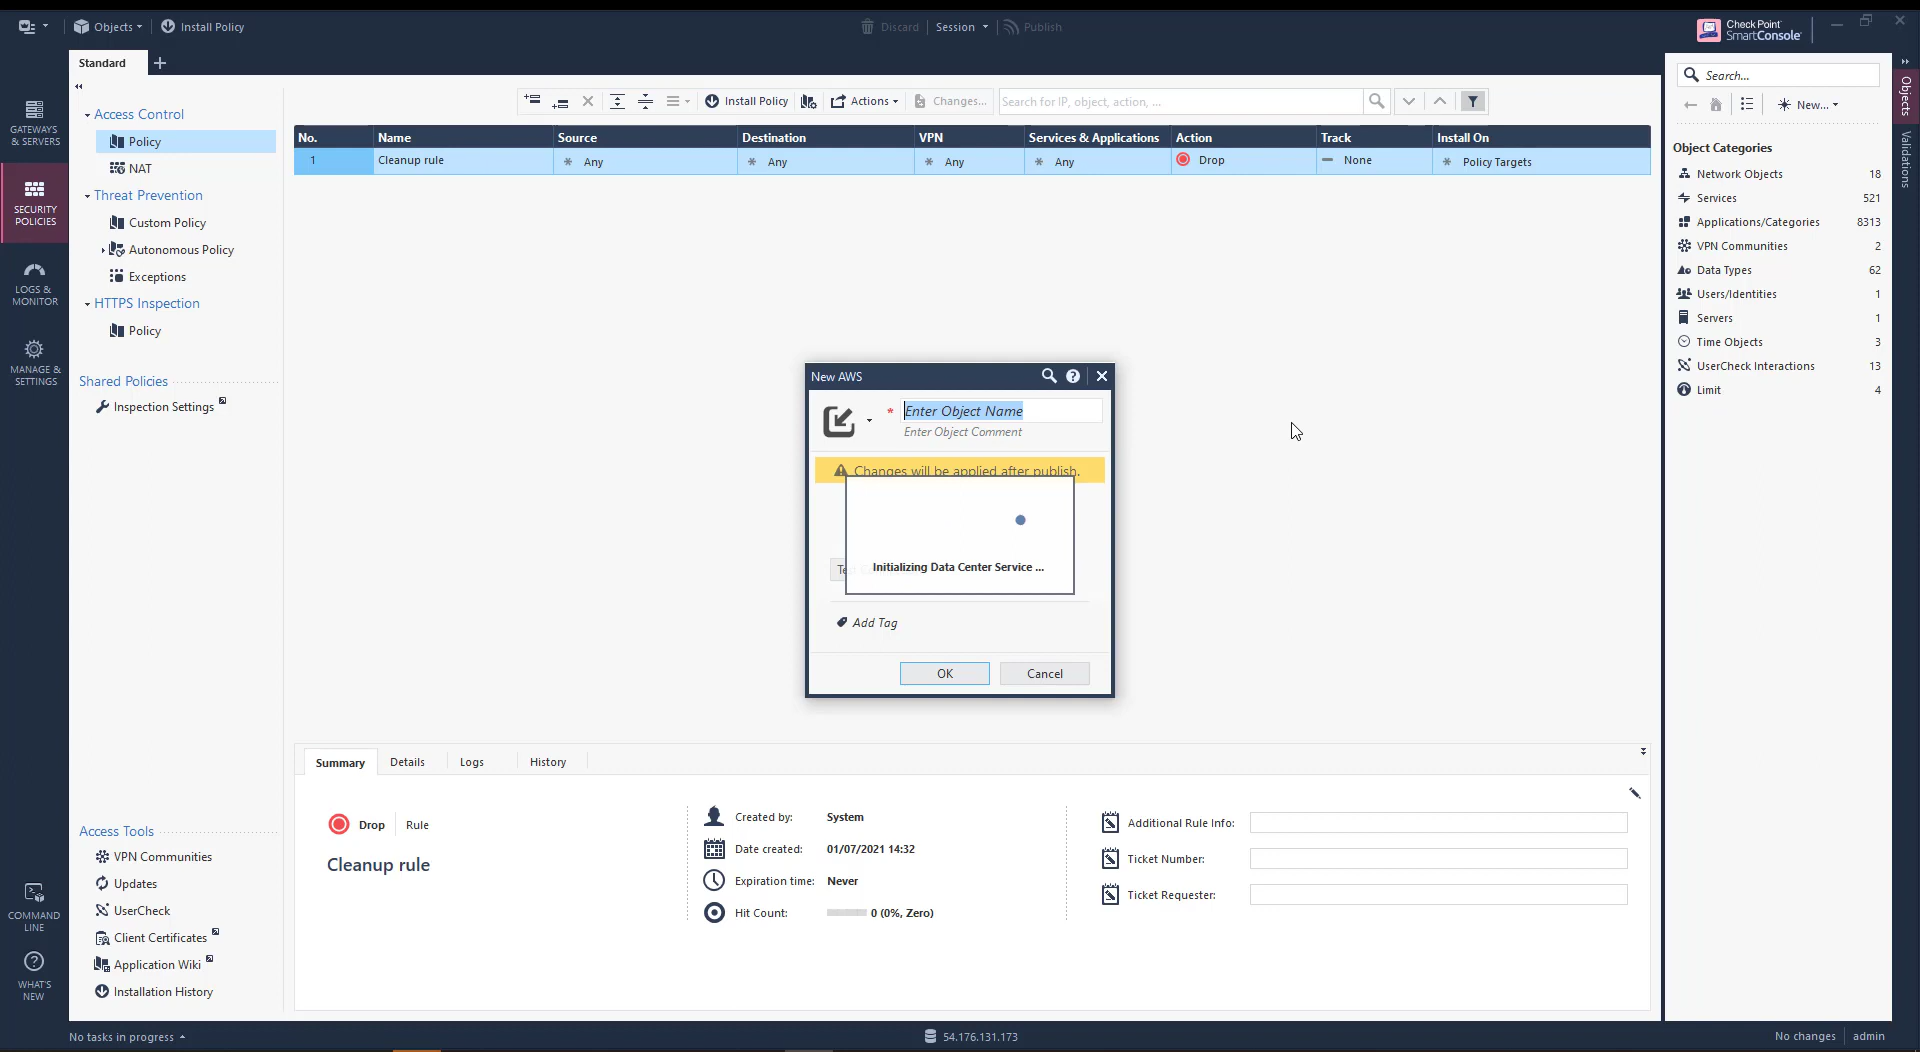 Objects
Install Policy
Discard
Session
Publish
Check Point
SmartConsole
Standard
GATEWAYS
& SERVERS
SECURITY
POLICIES
LOGS &
MONITOR
MANAGE &
SETTINGS
COMMAND
LINE
WHAT'S
NEW
Access Control
Policy
NAT
Threat Prevention
Custom Policy
Autonomous Policy
Exceptions
HTTPS Inspection
Policy
Shared Policies
Inspection Settings
Access Tools
VPN Communities
Updates
UserCheck
Client Certificates
Application Wiki
Installation History
Install Policy
Actions
Changes...
Search for IP, object, action, ...
No. Name Source Destination VPN Services & Applications Action Track Install On
1 Cleanup rule Any Any Any Any Drop None Policy Targets
New AWS
* Enter Object Name
Enter Object Comment
Changes will be applied after publish.
Initializing Data Center Service ...
Add Tag
OK
Cancel
Summary
Details
Logs
History
Drop
Rule
Cleanup rule
Created by: System
Date created: 01/07/2021 14:32
Expiration time: Never
Hit Count: 0 (0%, Zero)
Additional Rule Info:
Ticket Number:
Ticket Requester:
Search...
New...
Object Categories
Network Objects 18
Services 521
Applications/Categories 8313
VPN Communities 2
Data Types 62
Users/Identities 1
Servers 1
Time Objects 3
UserCheck Interactions 13
Limit 4
Objects
Validations
No tasks in progress
54.176.131.173
No changes
admin